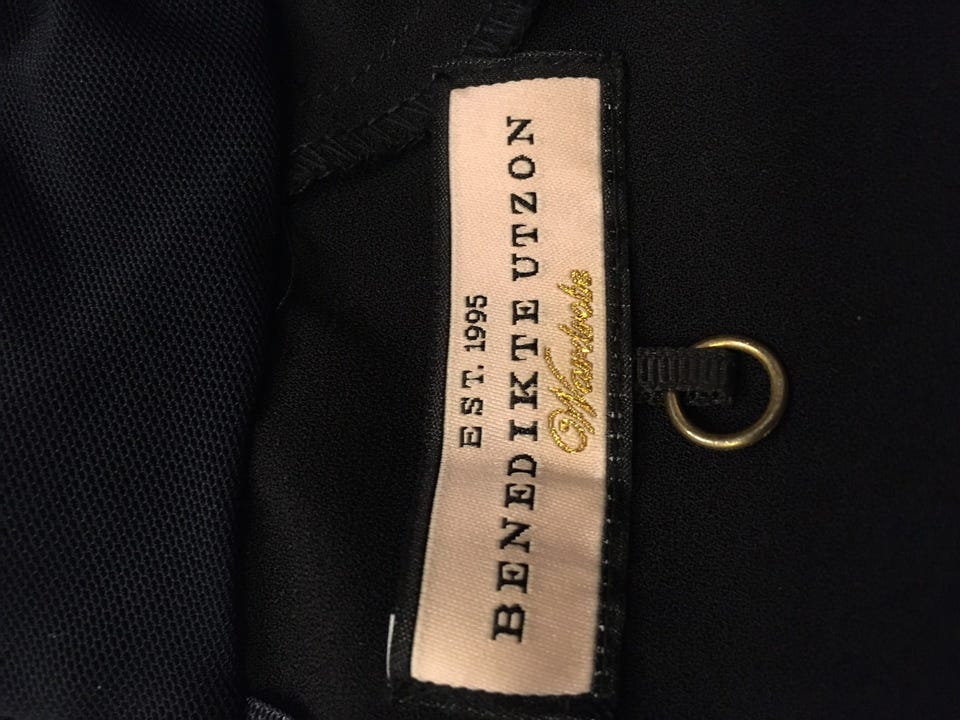 EST. 1995
BENEDIKTE UTZON
Wardrobe